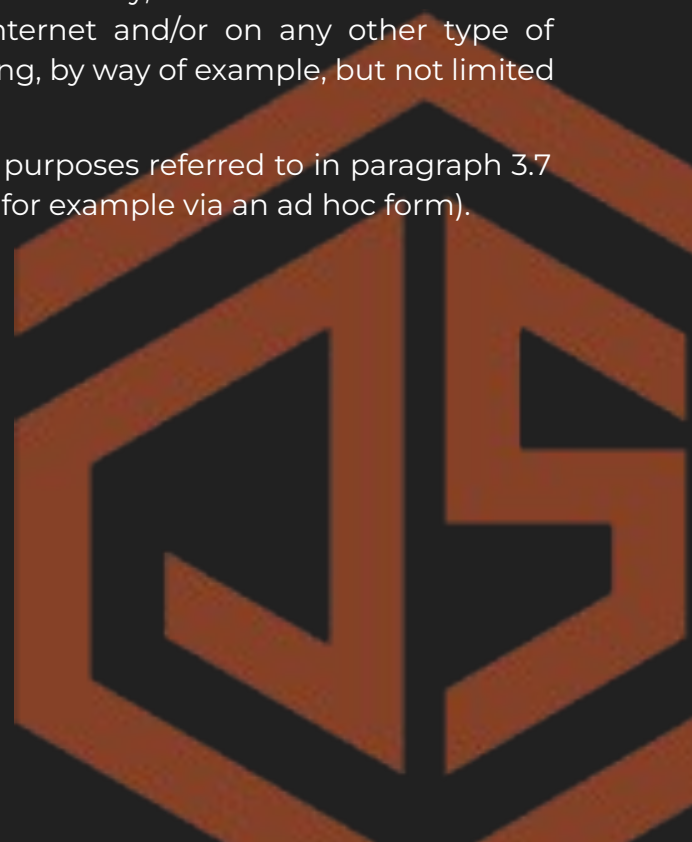 nternet and/or on any other type of
ng, by way of example, but not limited
purposes referred to in paragraph 3.7
for example via an ad hoc form).
JS